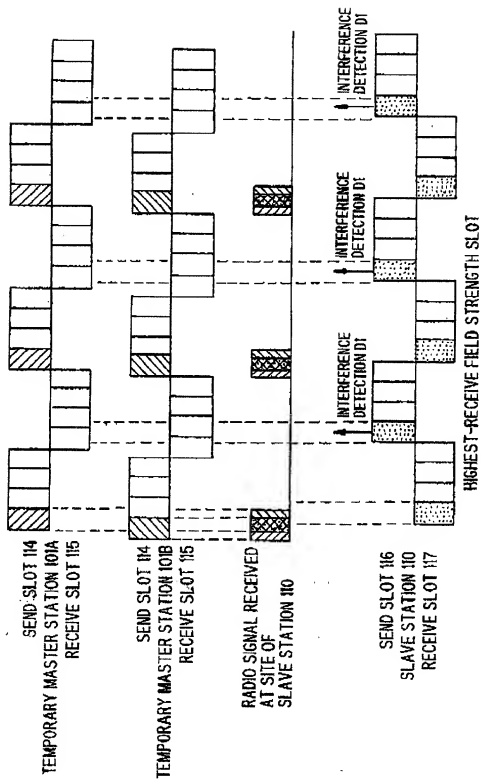 SEND SLOT 114
TEMPORARY MASTER STATION 101A
RECEIVE SLOT 115
SEND SLOT 114
TEMPORARY MASTER STATION 101B
RECEIVE SLOT 115
RADIO SIGNAL RECEIVED
AT SITE OF
SLAVE STATION 110
INTERFERENCE
DETECTION D1
INTERFERENCE
DETECTION D1
INTERFERENCE
DETECTION D1
SEND SLOT 116
SLAVE STATION 110
RECEIVE SLOT 117
HIGHEST-RECEIVE FIELD STRENGTH SLOT